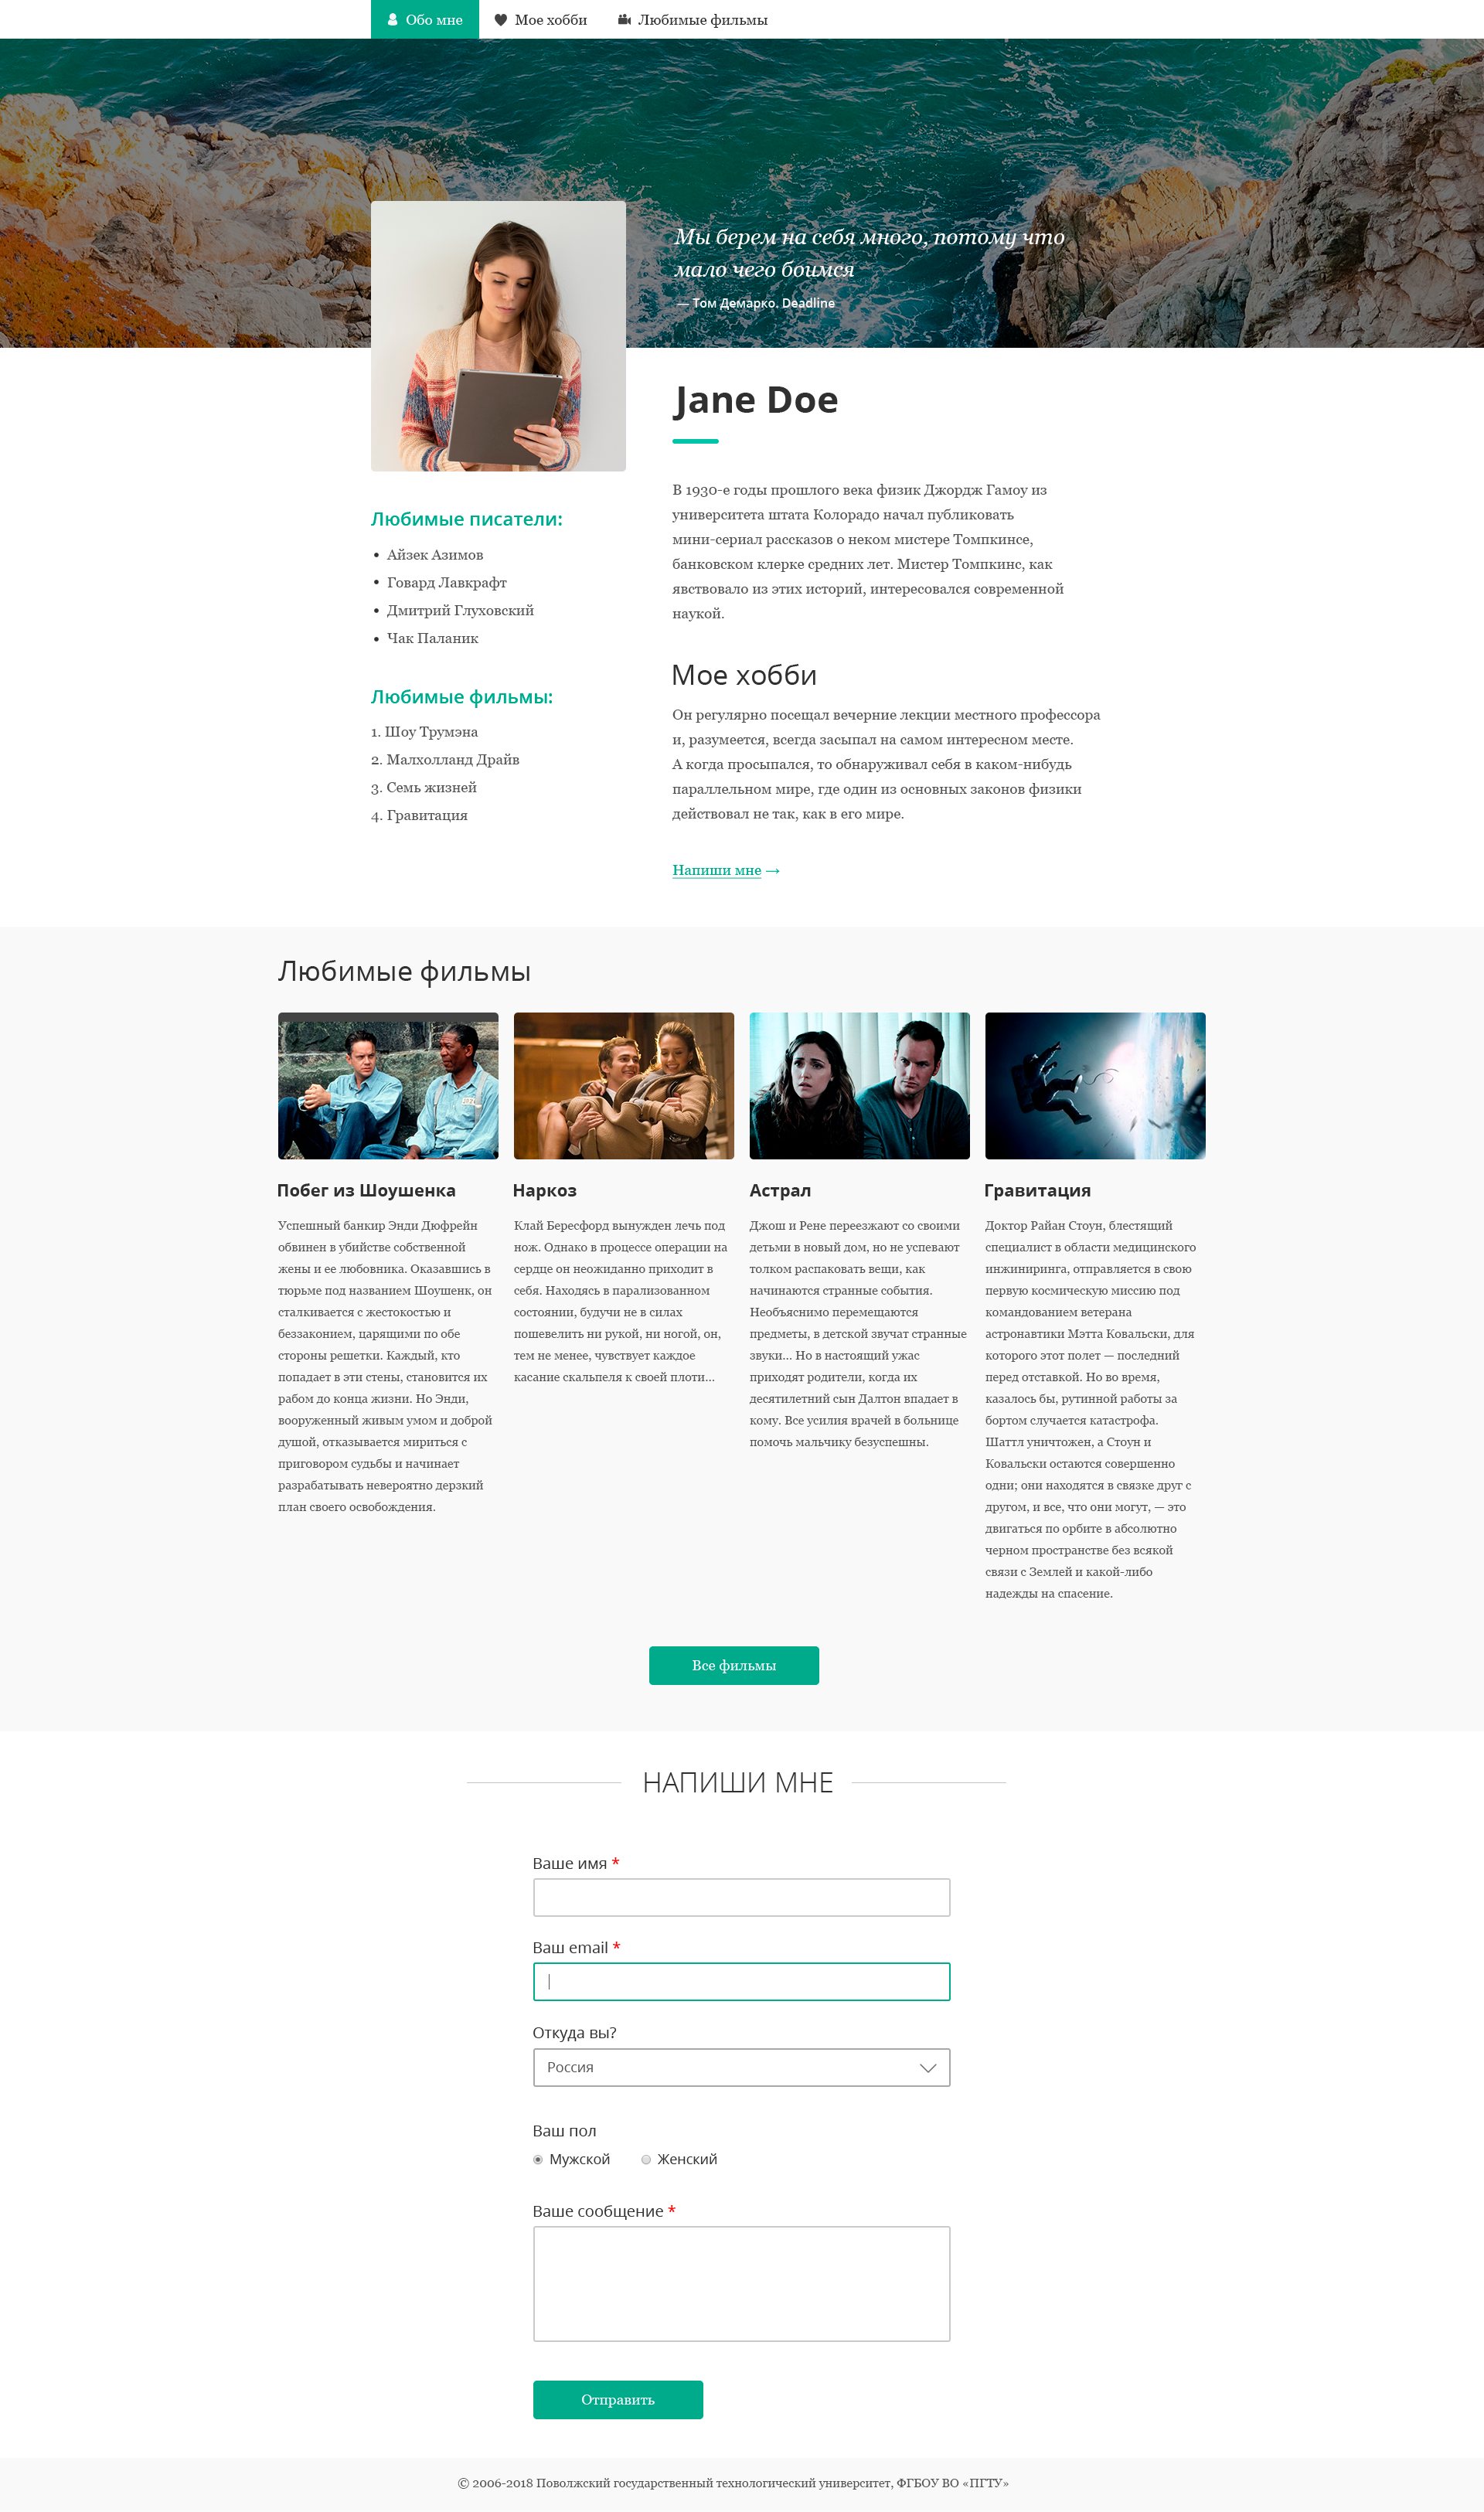 Обо мне
Мое хобби
Любимые фильмы
Мы берем на себя много, потому что
мало чего боимся
— Том Демарко. Deadline
Jane Doe
В 1930-е годы прошлого века физик Джордж Гамоу из
университета штата Колорадо начал публиковать
мини-сериал рассказов о неком мистере Томпкинсе,
банковском клерке средних лет. Мистер Томпкинс, как
явствовало из этих историй, интересовался современной
наукой.
Любимые писатели:
• Айзек Азимов
• Говард Лавкрафт
• Дмитрий Глуховский
• Чак Паланик
Любимые фильмы:
1. Шоу Трумэна
2. Малхолланд Драйв
3. Семь жизней
4. Гравитация
Мое хобби
Он регулярно посещал вечерние лекции местного профессора
и, разумеется, всегда засыпал на самом интересном месте.
А когда просыпался, то обнаруживал себя в каком-нибудь
параллельном мире, где один из основных законов физики
действовал не так, как в его мире.
Напиши мне →
Любимые фильмы
Побег из Шоушенка
Успешный банкир Энди Дюфрейн
обвинен в убийстве собственной
жены и ее любовника. Оказавшись в
тюрьме под названием Шоушенк, он
сталкивается с жестокостью и
беззаконием, царящими по обе
стороны решетки. Каждый, кто
попадает в эти стены, становится их
рабом до конца жизни. Но Энди,
вооруженный живым умом и доброй
душой, отказывается мириться с
приговором судьбы и начинает
разрабатывать невероятно дерзкий
план своего освобождения.
Наркоз
Клай Бересфорд вынужден лечь под
нож. Однако в процессе операции на
сердце он неожиданно приходит в
себя. Находясь в парализованном
состоянии, будучи не в силах
пошевелить ни рукой, ни ногой, он,
тем не менее, чувствует каждое
касание скальпеля к своей плоти...
Астрал
Джош и Рене переезжают со своими
детьми в новый дом, но не успевают
толком распаковать вещи, как
начинаются странные события.
Необъяснимо перемещаются
предметы, в детской звучат странные
звуки... Но в настоящий ужас
приходят родители, когда их
десятилетний сын Далтон впадает в
кому. Все усилия врачей в больнице
помочь мальчику безуспешны.
Гравитация
Доктор Райан Стоун, блестящий
специалист в области медицинского
инжиниринга, отправляется в свою
первую космическую миссию под
командованием ветерана
астронавтики Мэтта Ковальски, для
которого этот полет — последний
перед отставкой. Но во время,
казалось бы, рутинной работы за
бортом случается катастрофа.
Шаттл уничтожен, а Стоун и
Ковальски остаются совершенно
одни; они находятся в связке друг с
другом, и все, что они могут, — это
двигаться по орбите в абсолютно
черном пространстве без всякой
связи с Землей и какой-либо
надежды на спасение.
Все фильмы
НАПИШИ МНЕ
Ваше имя *
Ваш email *
Откуда вы?
Россия
Ваш пол
Мужской
Женский
Ваше сообщение *
Отправить
© 2006-2018 Поволжский государственный технологический университет, ФГБОУ ВО «ПГТУ»